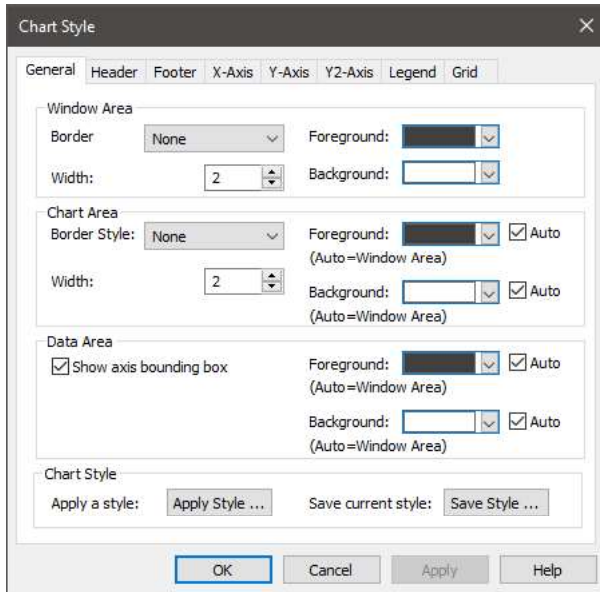 Chart Style
General Header Footer X-Axis Y-Axis Y2-Axis Legend Grid
Window Area
Border None Foreground:
Width: 2 Background:
Chart Area
Border Style: None Foreground: Auto
(Auto=Window Area)
Width: 2 Background: Auto
(Auto=Window Area)
Data Area
Show axis bounding box Foreground: Auto
(Auto=Window Area)
Background: Auto
(Auto=Window Area)
Chart Style
Apply a style: Apply Style ... Save current style: Save Style ...
OK Cancel Apply Help